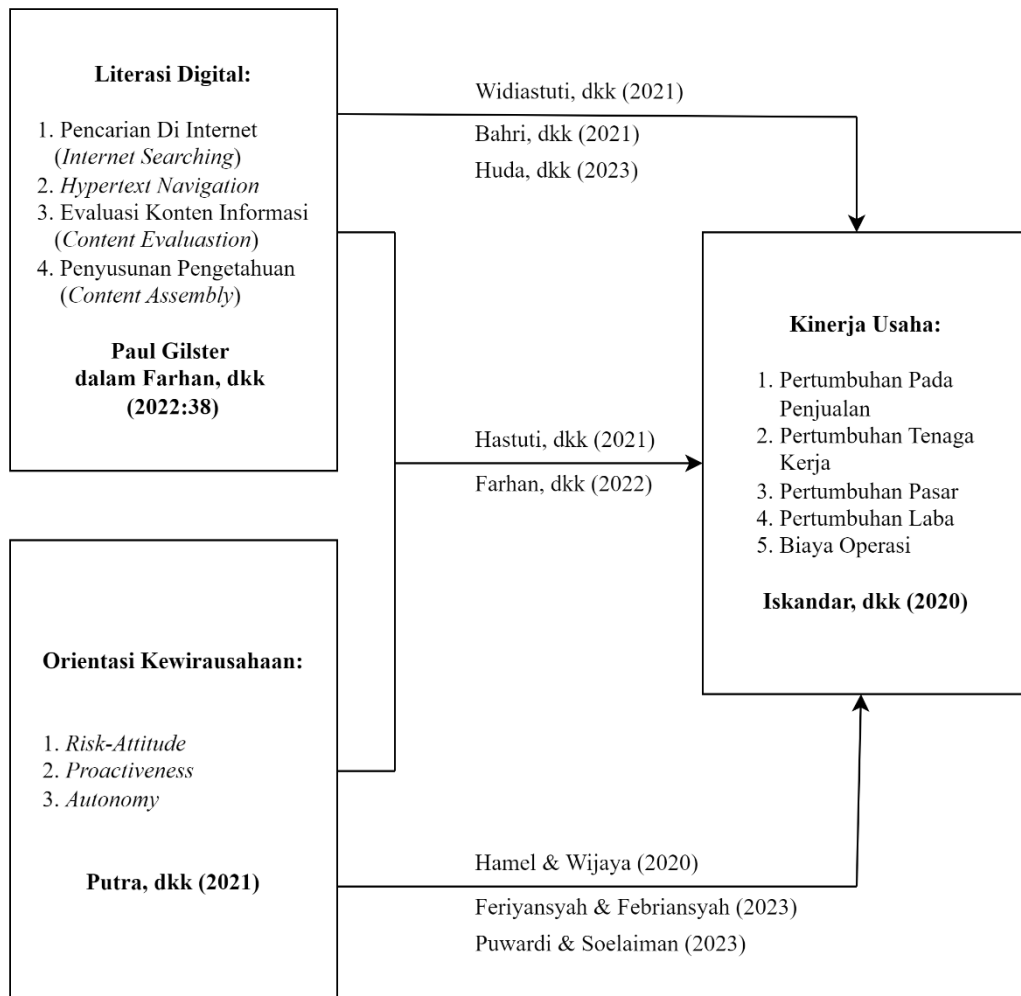 Literasi Digital:
1. Pencarian Di Internet
(Internet Searching)
2. Hypertext Navigation
3. Evaluasi Konten Informasi
(Content Evaluastion)
4. Penyusunan Pengetahuan
(Content Assembly)
Paul Gilster
dalam Farhan, dkk
(2022:38)
Widiastuti, dkk (2021)
Bahri, dkk (2021)
Huda, dkk (2023)
Hastuti, dkk (2021)
Farhan, dkk (2022)
Kinerja Usaha:
1. Pertumbuhan Pada
Penjualan
2. Pertumbuhan Tenaga
Kerja
3. Pertumbuhan Pasar
4. Pertumbuhan Laba
5. Biaya Operasi
Iskandar, dkk (2020)
Orientasi Kewirausahaan:
1. Risk-Attitude
2. Proactiveness
3. Autonomy
Putra, dkk (2021)
Hamel & Wijaya (2020)
Feriyansyah & Febriansyah (2023)
Puwardi & Soelaiman (2023)